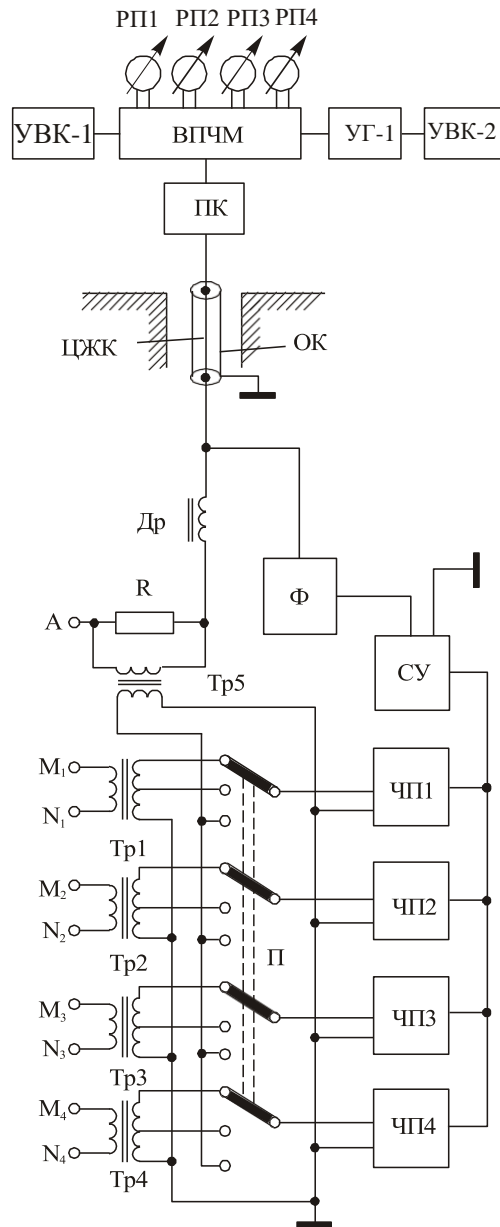 РП1 РП2 РП3 РП4
УВК-1 ВПЧМ УГ-1 УВК-2
ПК
ЦЖК ОК
Др
R
Ф
A
СУ
Тр5
M₁
N₁
ЧП1
Тр1
M₂
N₂
ЧП2
Тр2
П
M₃
N₃
ЧП3
Тр3
M₄
N₄
ЧП4
Тр4